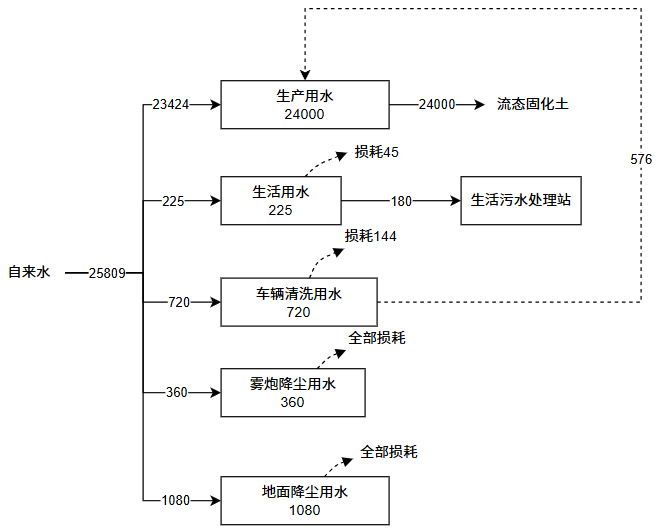 23424
生产用水
24000
24000
流态固化土
576
损耗45
225
生活用水
225
180
生活污水处理站
损耗144
自来水
25809
720
车辆清洗用水
720
全部损耗
360
雾炮降尘用水
360
全部损耗
1080
地面降尘用水
1080